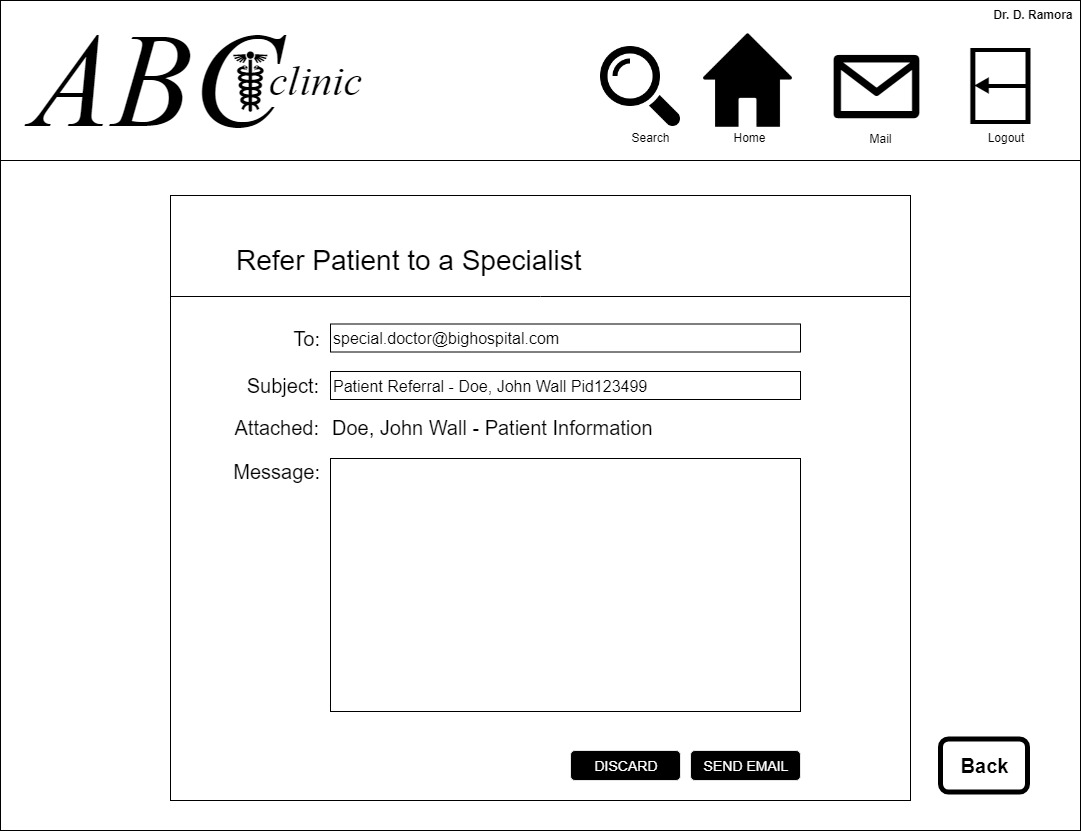 Dr. D. Ramora
ABC clinic
Search
Home
Mail
Logout
Refer Patient to a Specialist
To: special.doctor@bighospital.com
Subject: Patient Referral - Doe, John Wall Pid123499
Attached: Doe, John Wall - Patient Information
Message:
DISCARD
SEND EMAIL
Back